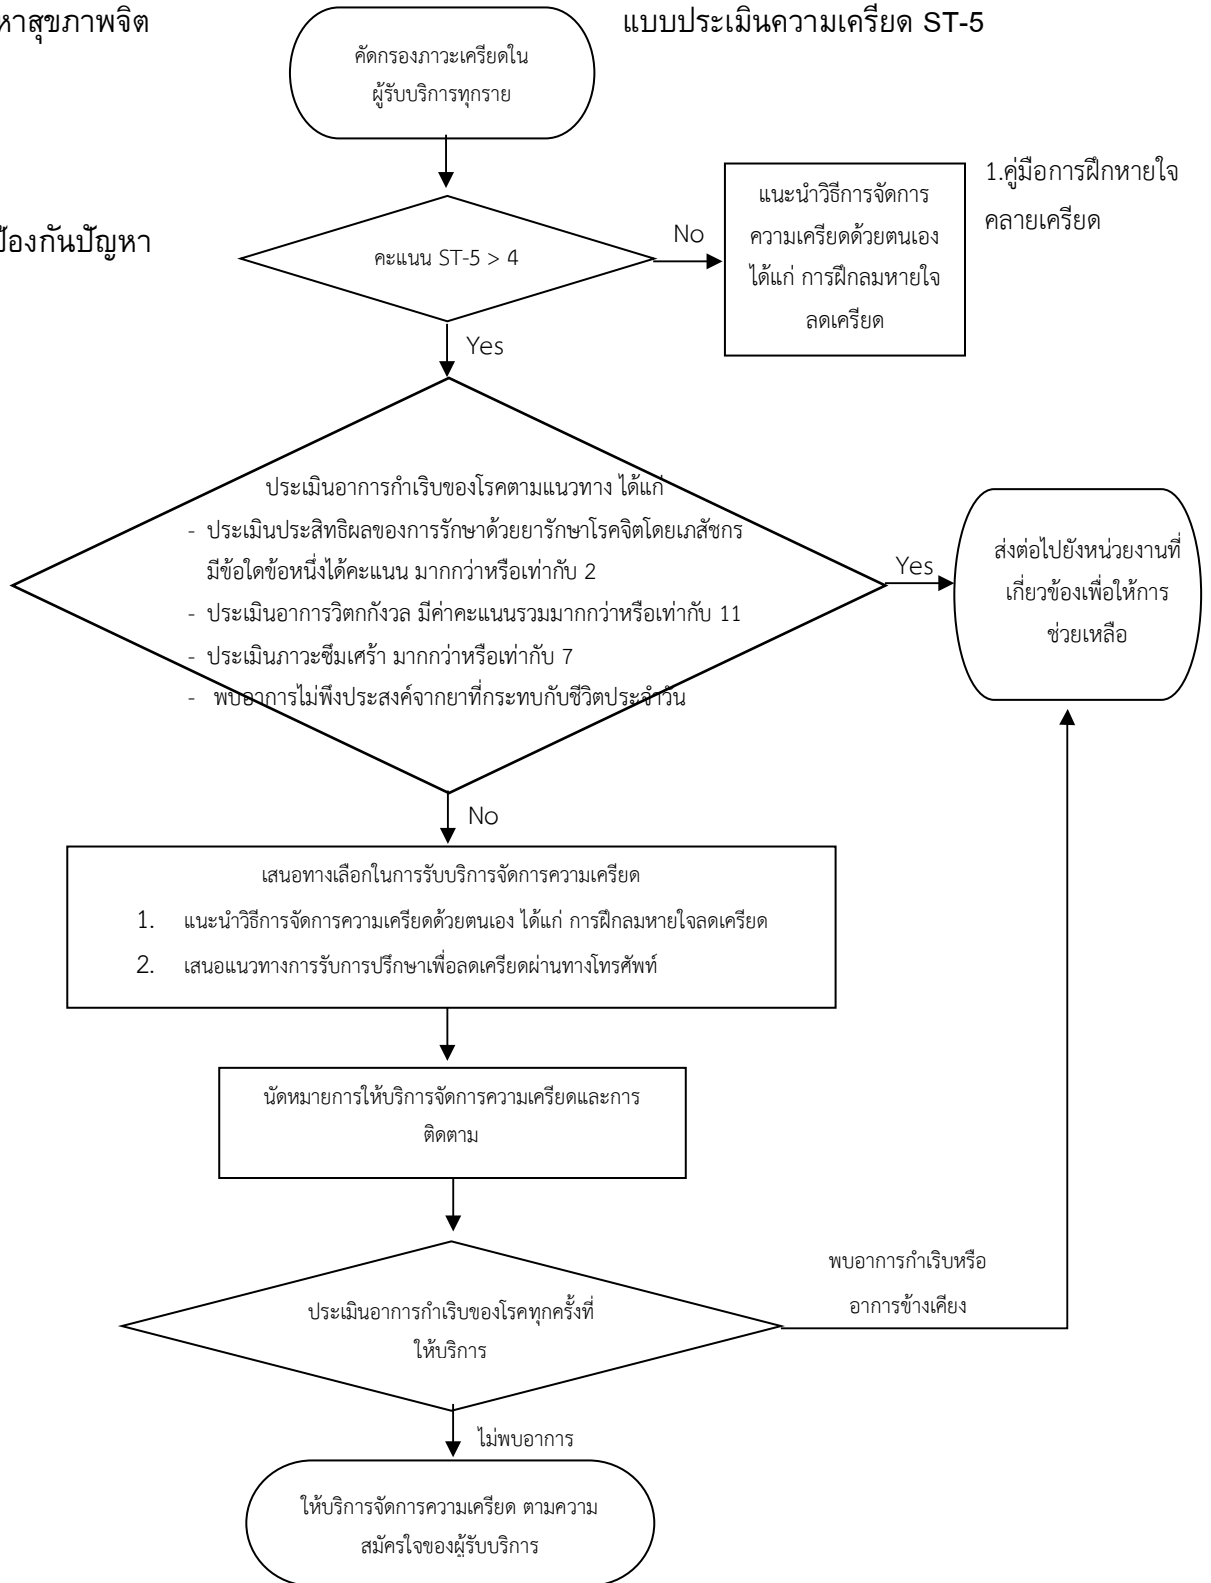 หาสุขภาพจิต
แบบประเมินความเครียด ST-5
คัดกรองภาวะเครียดใน
ผู้รับบริการทุกราย
ป้องกันปัญหา
คะแนน ST-5 > 4
No
แนะนำวิธีการจัดการ
ความเครียดด้วยตนเอง
ได้แก่ การฝึกลมหายใจ
ลดเครียด
1.คู่มือการฝึกหายใจ
คลายเครียด
Yes
ประเมินอาการกำเริบของโรคตามแนวทาง ได้แก่
- ประเมินประสิทธิผลของการรักษาด้วยยารักษาโรคจิตโดยเภสัชกร
มีข้อใดข้อหนึ่งได้คะแนน มากกว่าหรือเท่ากับ 2
- ประเมินอาการวิตกกังวล มีค่าคะแนนรวมมากกว่าหรือเท่ากับ 11
- ประเมินภาวะซึมเศร้า มากกว่าหรือเท่ากับ 7
- พบอาการไม่พึงประสงค์จากยาที่กระทบกับชีวิตประจำวัน
Yes
ส่งต่อไปยังหน่วยงานที่
เกี่ยวข้องเพื่อให้การ
ช่วยเหลือ
No
เสนอทางเลือกในการรับบริการจัดการความเครียด
1. แนะนำวิธีการจัดการความเครียดด้วยตนเอง ได้แก่ การฝึกลมหายใจลดเครียด
2. เสนอแนวทางการรับการปรึกษาเพื่อลดเครียดผ่านทางโทรศัพท์
นัดหมายการให้บริการจัดการความเครียดและการ
ติดตาม
ประเมินอาการกำเริบของโรคทุกครั้งที่
ให้บริการ
พบอาการกำเริบหรือ
อาการข้างเคียง
ไม่พบอาการ
ให้บริการจัดการความเครียด ตามความ
สมัครใจของผู้รับบริการ